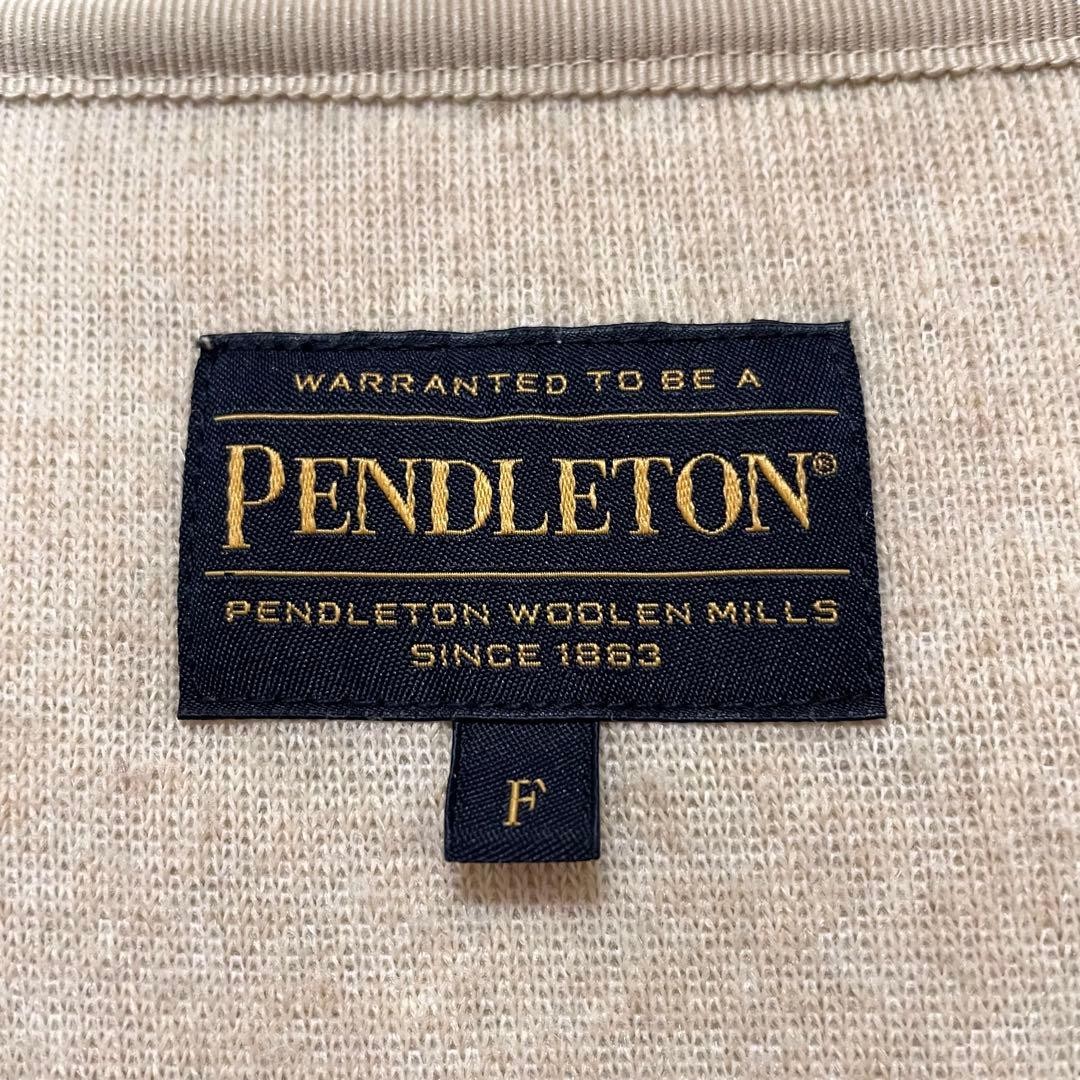 WARRANTED TO BE A
PENDLETON®
PENDLETON WOOLEN MILLS
SINCE 1863
F